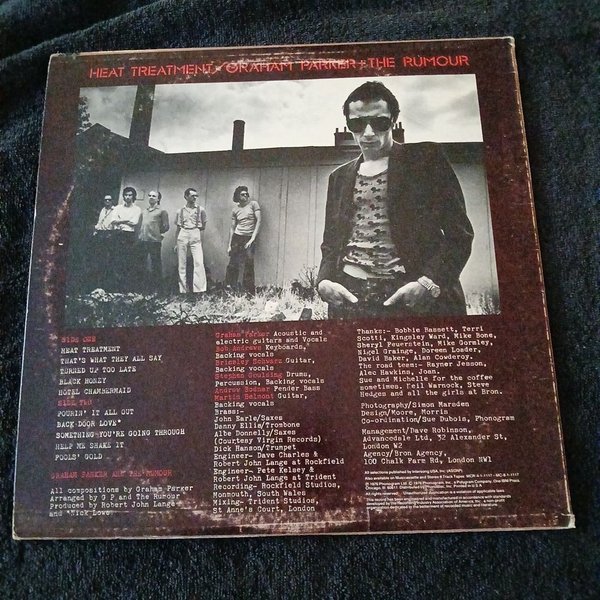 HEAT TREATMENT GRAHAM PARKER + THE RUMOUR
SIDE ONE
HEAT TREATMENT
THAT'S WHAT THEY ALL SAY
TURNED UP TOO LATE
BLACK HONEY
HOTEL CHAMBERMAID
SIDE TWO
POURIN' IT ALL OUT
BACK DOOR LOVE*
SOMETHING YOU'RE GOING THROUGH
HELP ME SHAKE IT
FOOLS' GOLD
GRAHAM PARKER AND THE RUMOUR
All compositions by Graham Parker
Arranged by G P and The Rumour
Produced by Robert John Lange
and *Nick Lowe
Graham Parker Acoustic and
electric guitars and Vocals
Bob Andrews Keyboards,
Backing vocals
Brinsley Schwarz Guitar,
Backing vocals
Stephen Goulding Drums,
Percussion, Backing vocals
Andrew Bodnar Fender Bass
Martin Belmont Guitar,
Backing vocals
Brass:-
John Earle/Saxes
Danny Ellis/Trombone
Albe Donnelly/Saxes
(Courtesy Virgin Records)
Dick Hanson/Trumpet
Engineer- Dave Charles &
Robert John Lange at Rockfield
Engineer- Pete Kelsey &
Robert John Lange at Trident
Recording- Rockfield Studios,
Monmouth, South Wales
Mixing- Trident Studios,
St Anne's Court, London
Thanks:- Bobbie Bassett, Terri
Scotti, Kingsley Ward, Mike Bone,
Sheryl Feuerstein, Mike Gormley,
Nigel Grainge, Doreen Loader,
David Baker, Alan Cowderoy.
The road team:- Rayner Jesson,
Alec Hawkins, Joan.
Sue and Michelle for the coffee
sometimes. Feil Warnock, Steve
Hedges and all the girls at Bron.
Photography/Simon Marsden
Design/Moore, Morris
Co-ordination/Sue Dubois, Phonogram
Management/Dave Robinson,
Advancedale Ltd, 32 Alexander St,
London W2
Agency/Bron Agency,
100 Chalk Farm Rd, London NW1
All rights reserved.